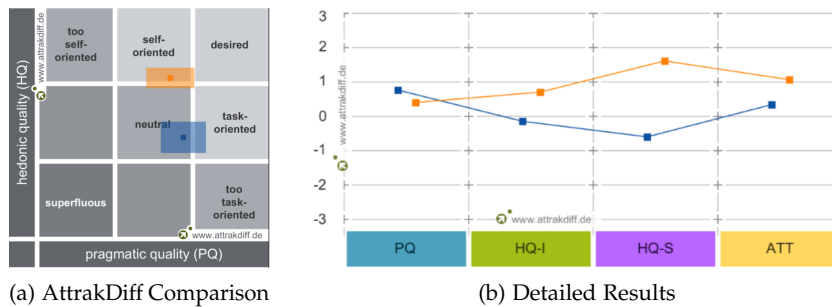 too
self-
oriented
self-
oriented
desired
www.attrakdiff.de
hedonic quality (HQ)
neutral
task-
oriented
superfluous
too
task-
oriented
www.attrakdiff.de
pragmatic quality (PQ)
(a) AttrakDiff Comparison
3
2
1
0
-1
-2
-3
www.attrakdiff.de
www.attrakdiff.de
PQ
HQ-I
HQ-S
ATT
(b) Detailed Results